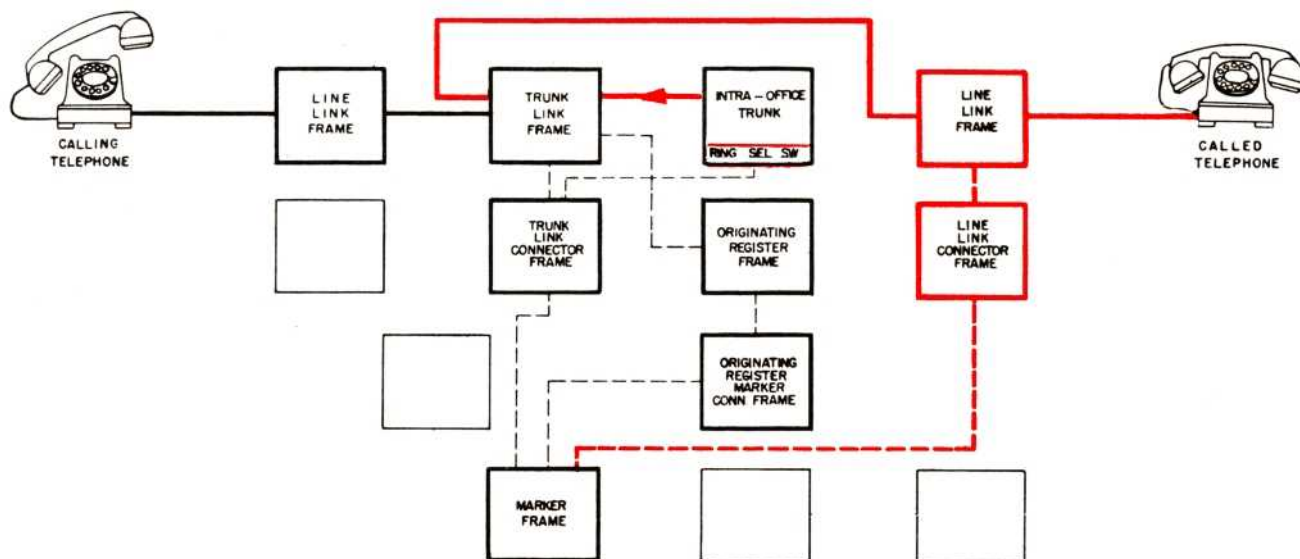 CALLING
TELEPHONE
LINE
LINK
FRAME
TRUNK
LINK
FRAME
INTRA-OFFICE
TRUNK
RING SEL SW
LINE
LINK
FRAME
CALLED
TELEPHONE
TRUNK
LINK
CONNECTOR
FRAME
ORIGINATING
REGISTER
FRAME
LINE
LINK
CONNECTOR
FRAME
ORIGINATING
REGISTER
MARKER
CONN FRAME
MARKER
FRAME